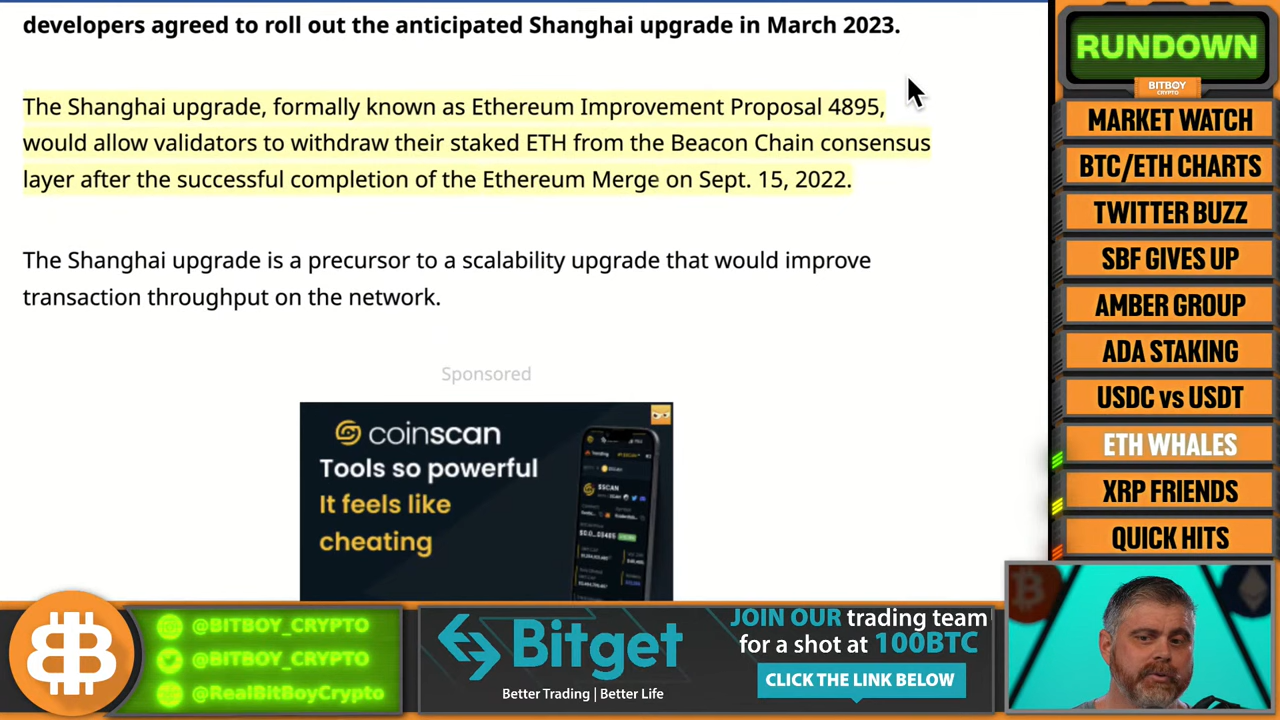 developers agreed to roll out the anticipated Shanghai upgrade in March 2023.
The Shanghai upgrade, formally known as Ethereum Improvement Proposal 4895,
would allow validators to withdraw their staked ETH from the Beacon Chain consensus
layer after the successful completion of the Ethereum Merge on Sept. 15, 2022.
The Shanghai upgrade is a precursor to a scalability upgrade that would improve
transaction throughput on the network.
Sponsored
coinscan
Tools so powerful
It feels like
cheating
Trending
$SCAN
RUNDOWN
BITBOY
CRYPTO
MARKET WATCH
BTC/ETH CHARTS
TWITTER BUZZ
SBF GIVES UP
AMBER GROUP
ADA STAKING
USDC vs USDT
ETH WHALES
XRP FRIENDS
QUICK HITS
@BITBOY_CRYPTO
@BITBOY_CRYPTO
@RealBitBoyCrypto
Bitget
Better Trading | Better Life
JOIN OUR trading team
for a shot at 100BTC
CLICK THE LINK BELOW